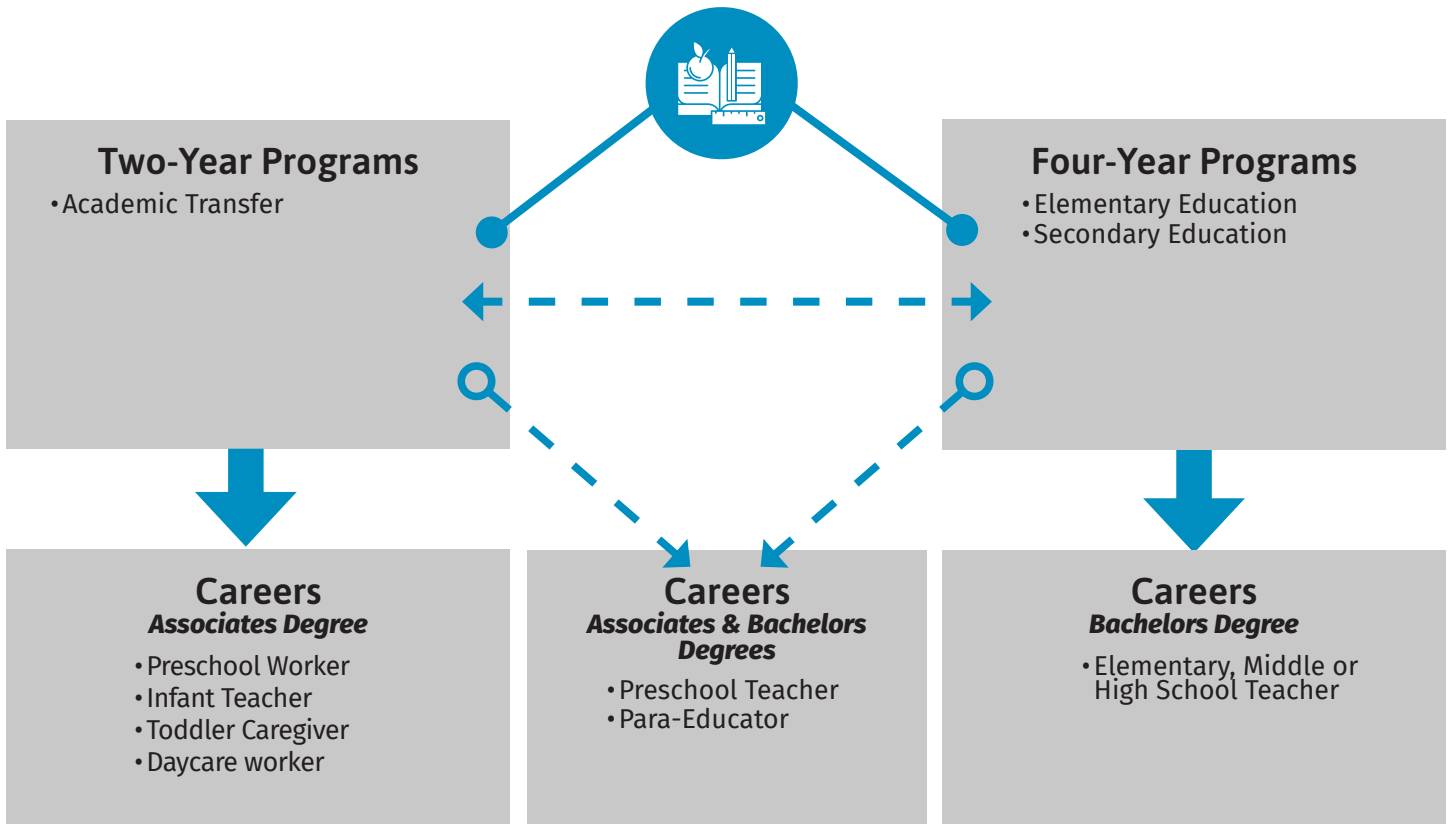 Two-Year Programs
•Academic Transfer
Four-Year Programs
•Elementary Education
•Secondary Education
Careers
Associates Degree
•Preschool Worker
•Infant Teacher
•Toddler Caregiver
•Daycare worker
Careers
Associates & Bachelors
Degrees
•Preschool Teacher
•Para-Educator
Careers
Bachelors Degree
•Elementary, Middle or
High School Teacher